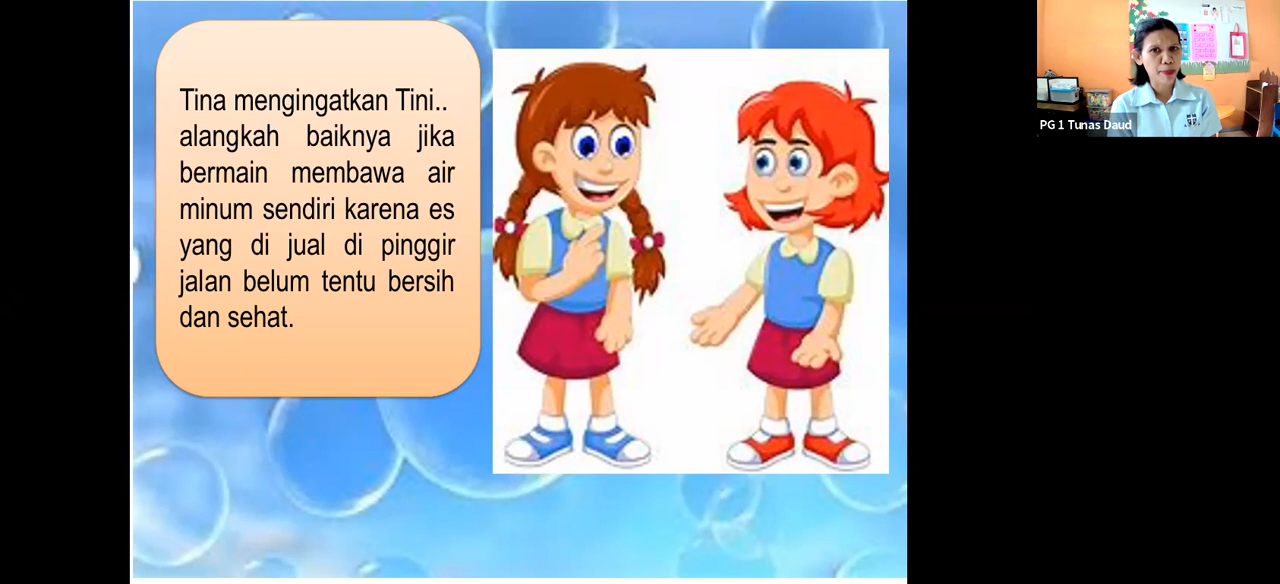 Tina mengingatkan Tini..
alangkah baiknya jika
bermain membawa air
minum sendiri karena es
yang di jual di pinggir
jalan belum tentu bersih
dan sehat.
PG 1 Tunas Daud